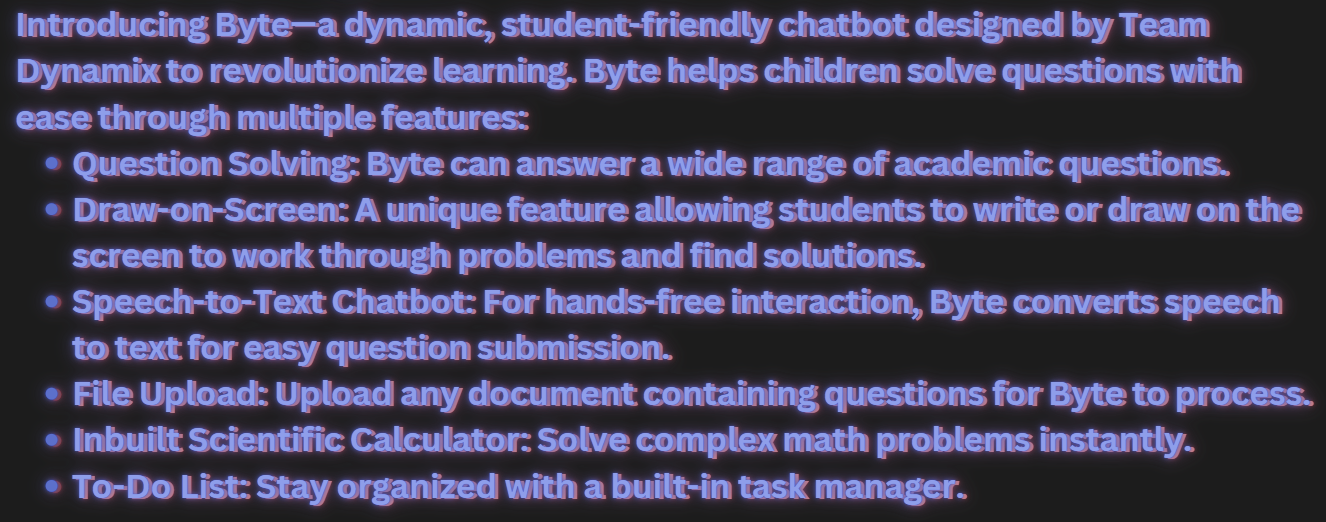 Introducing Byte—a dynamic, student-friendly chatbot designed by Team
Dynamix to revolutionize learning. Byte helps children solve questions with
ease through multiple features:
• Question Solving: Byte can answer a wide range of academic questions.
• Draw-on-Screen: A unique feature allowing students to write or draw on the
screen to work through problems and find solutions.
• Speech-to-Text Chatbot: For hands-free interaction, Byte converts speech
to text for easy question submission.
• File Upload: Upload any document containing questions for Byte to process.
• Inbuilt Scientific Calculator: Solve complex math problems instantly.
• To-Do List: Stay organized with a built-in task manager.